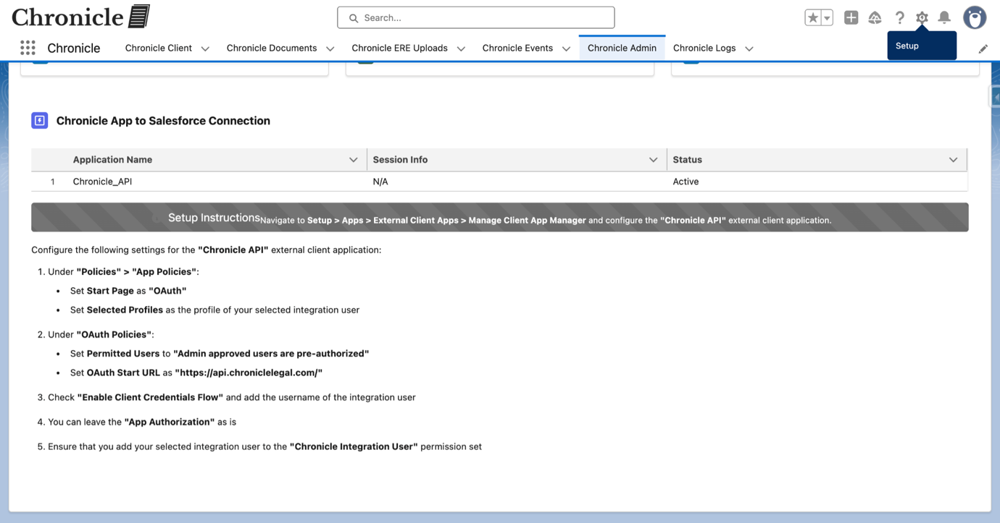 Chronicle
Search...
Setup
Chronicle
Chronicle Client
Chronicle Documents
Chronicle ERE Uploads
Chronicle Events
Chronicle Admin
Chronicle Logs
Chronicle App to Salesforce Connection
Application Name Session Info Status
1 Chronicle_API N/A Active
Setup Instructions Navigate to Setup > Apps > External Client Apps > Manage Client App Manager and configure the "Chronicle API" external client application.
Configure the following settings for the "Chronicle API" external client application:
1. Under "Policies" > "App Policies":
• Set Start Page as "OAuth"
• Set Selected Profiles as the profile of your selected integration user
2. Under "OAuth Policies":
• Set Permitted Users to "Admin approved users are pre-authorized"
• Set OAuth Start URL as "https://api.chroniclelegal.com/"
3. Check "Enable Client Credentials Flow" and add the username of the integration user
4. You can leave the "App Authorization" as is
5. Ensure that you add your selected integration user to the "Chronicle Integration User" permission set